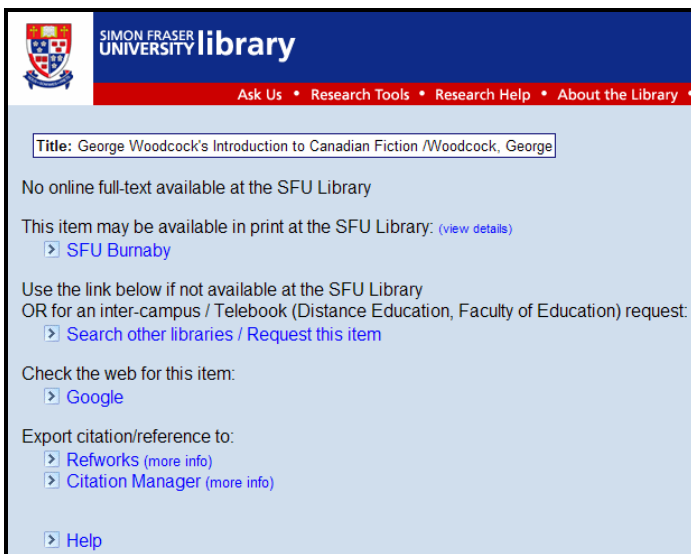 SIMON FRASER
UNIVERSITY library
Ask Us • Research Tools • Research Help • About the Library •
Title: George Woodcock's Introduction to Canadian Fiction /Woodcock, George
No online full-text available at the SFU Library
This item may be available in print at the SFU Library: (view details)
SFU Burnaby
Use the link below if not available at the SFU Library
OR for an inter-campus / Telebook (Distance Education, Faculty of Education) request:
Search other libraries / Request this item
Check the web for this item:
Google
Export citation/reference to:
Refworks (more info)
Citation Manager (more info)
Help